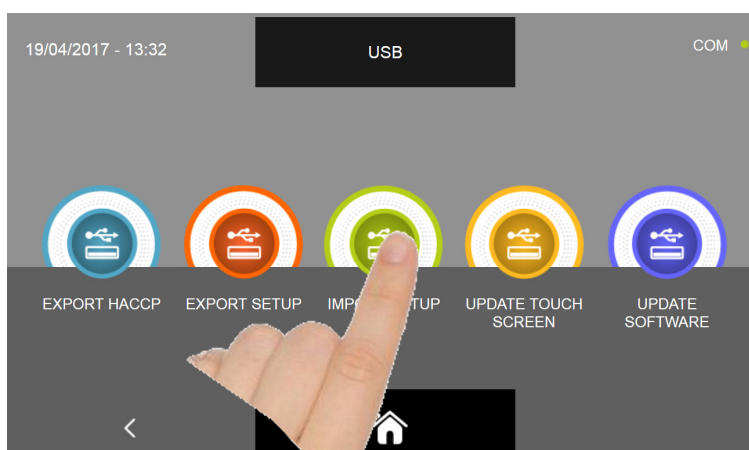 19/04/2017 - 13:32
USB
COM
EXPORT HACCP
EXPORT SETUP
UPDATE TOUCH
SCREEN
UPDATE
SOFTWARE